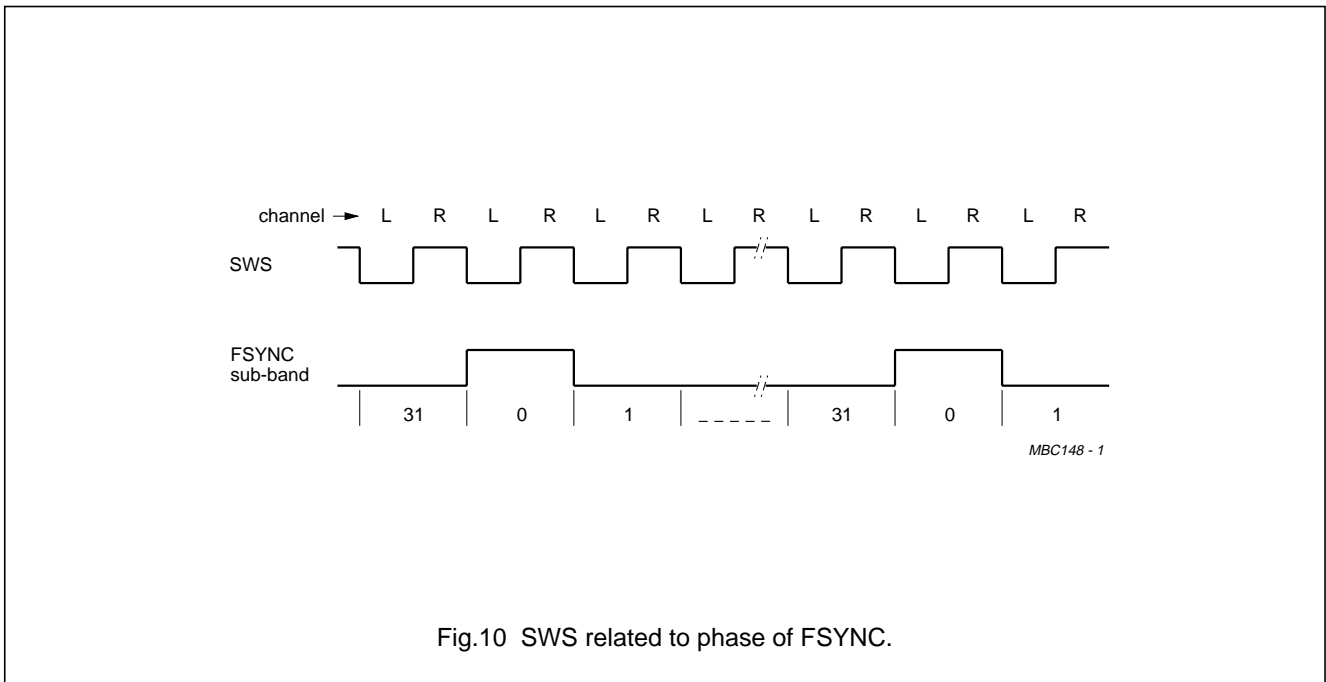 channel → L R L R L R L R L R L R L R
SWS
FSYNC
sub-band
31 0 1 _ _ _ _ _ 31 0 1
MBC148 - 1
Fig.10 SWS related to phase of FSYNC.